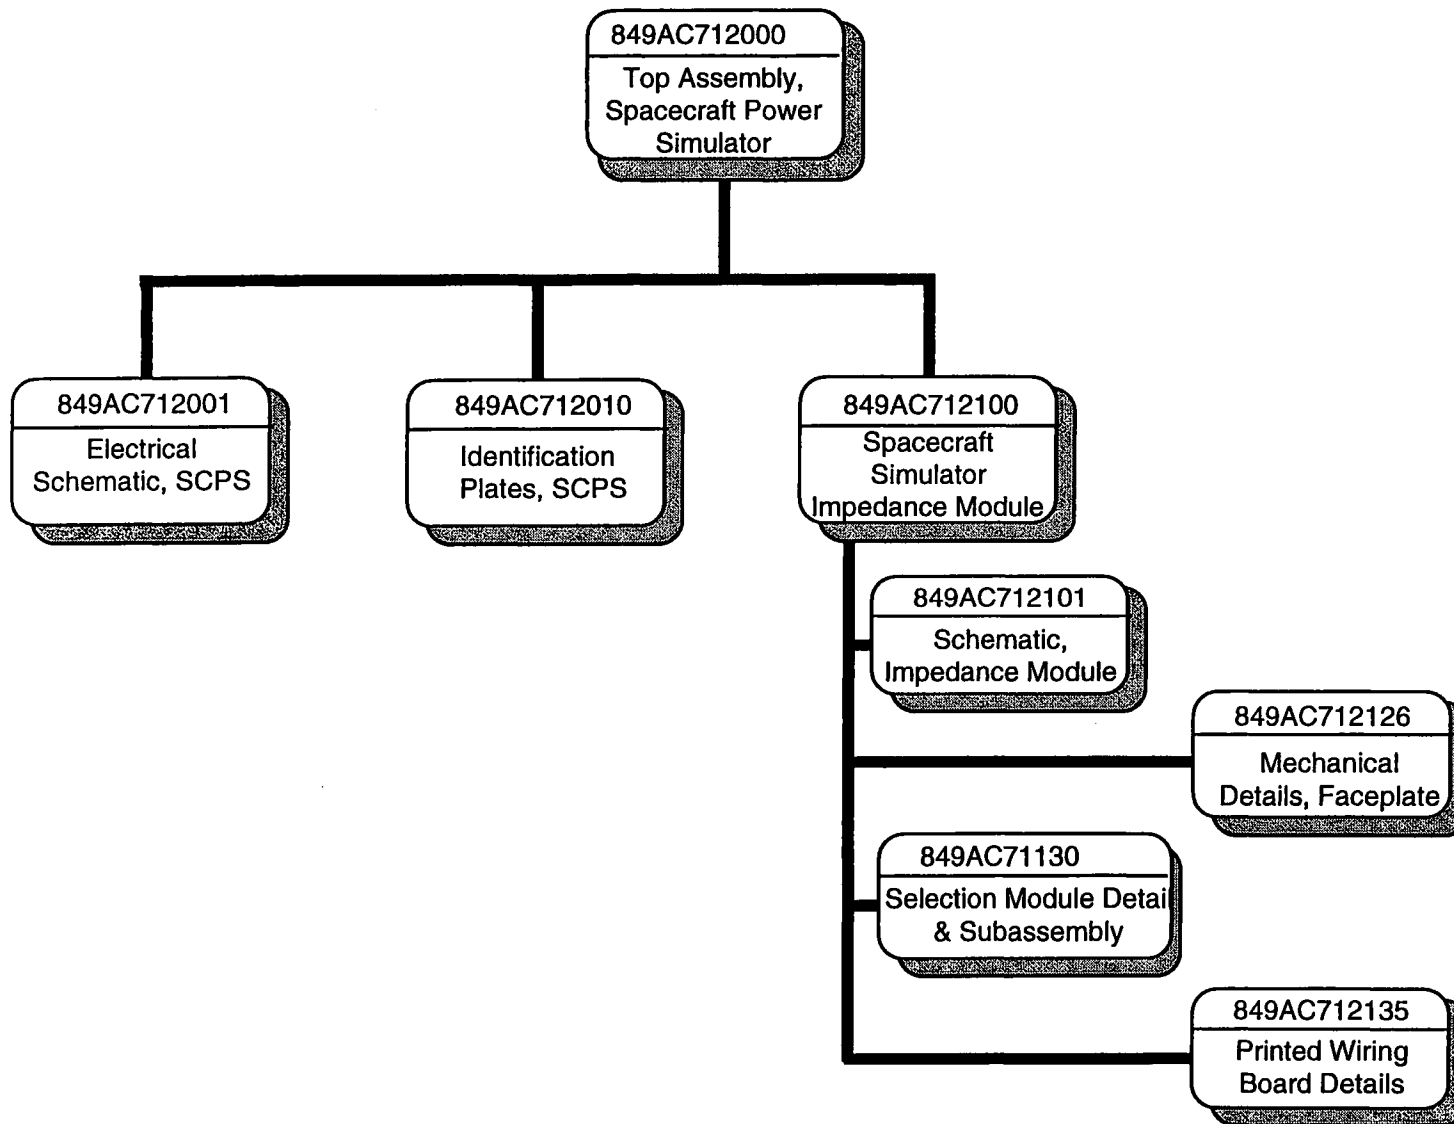 849AC712000
Top Assembly,
Spacecraft Power
Simulator
849AC712001
Electrical
Schematic, SCPS
849AC712010
Identification
Plates, SCPS
849AC712100
Spacecraft
Simulator
Impedance Module
849AC712101
Schematic,
Impedance Module
849AC712126
Mechanical
Details, Faceplate
849AC71130
Selection Module Detail
& Subassembly
849AC712135
Printed Wiring
Board Details